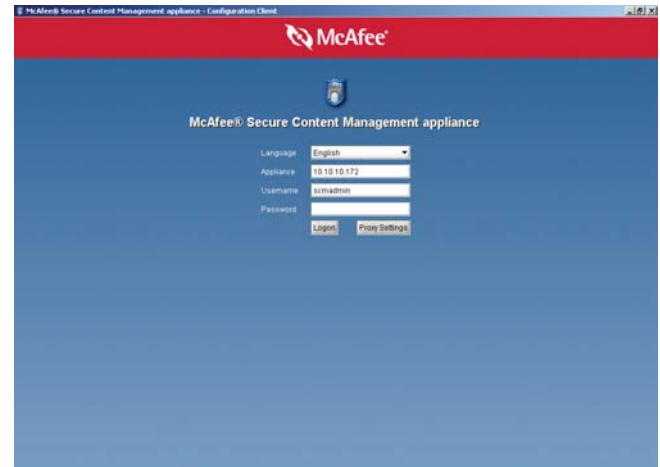 McAfee® Secure Content Management appliance - Configuration Client
McAfee®
McAfee® Secure Content Management appliance
Language English
Appliance 10.10.10.172
Username scmadmin
Password
Logon Proxy Settings